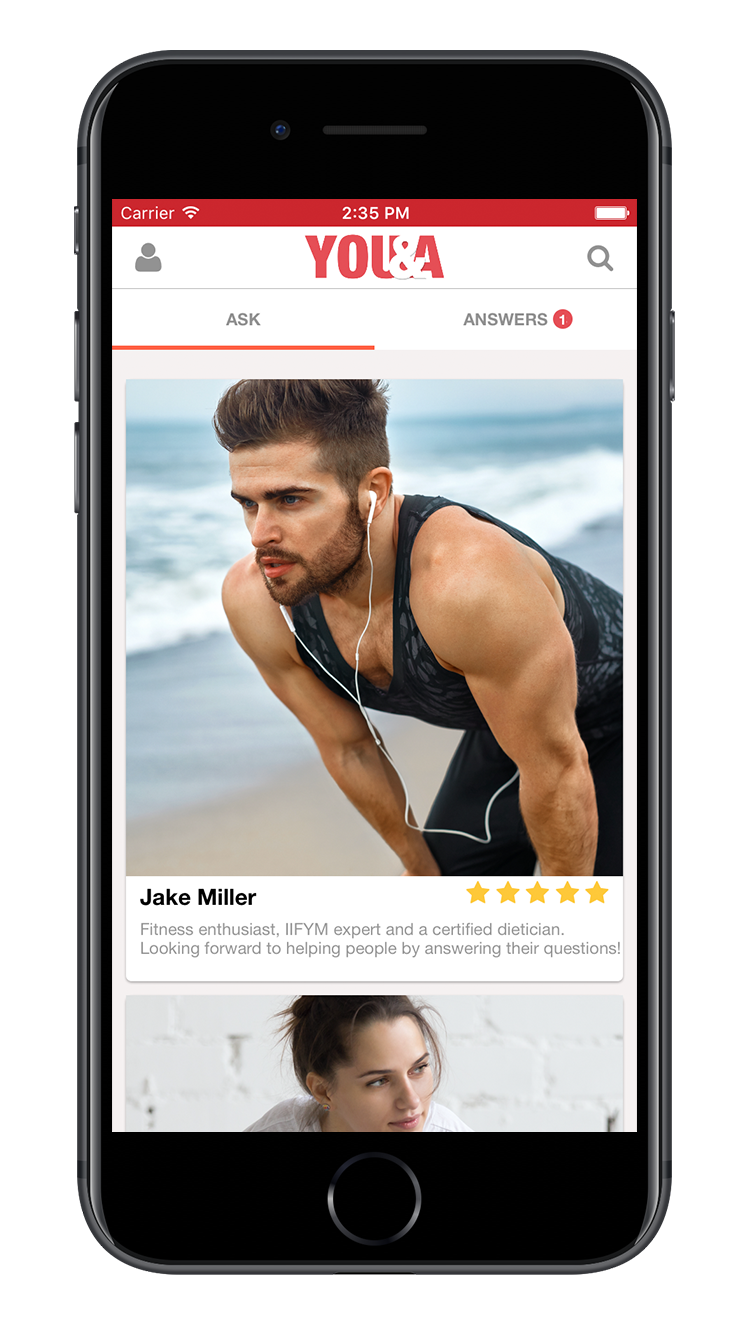 Carrier 2:35 PM
YOU&A
ASK ANSWERS 1
Jake Miller
Fitness enthusiast, IIFYM expert and a certified dietician.
Looking forward to helping people by answering their questions!